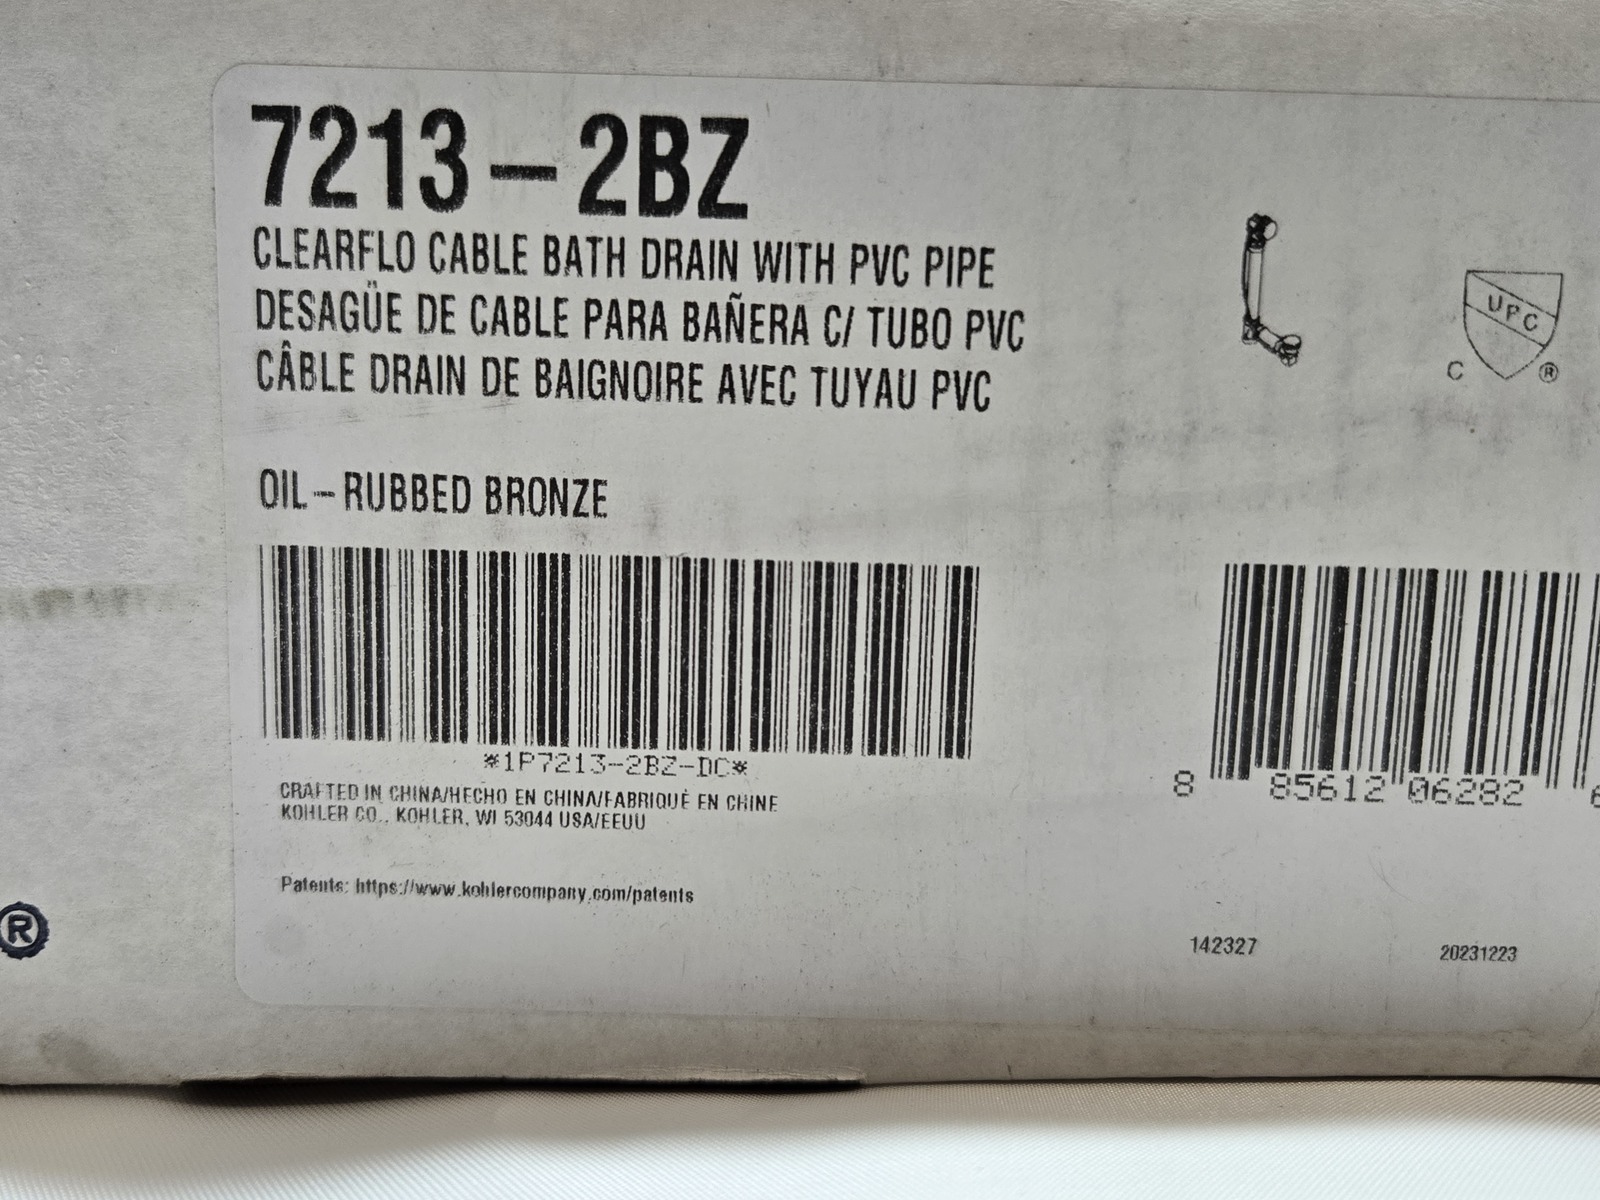 7213-2BZ
CLEARFLO CABLE BATH DRAIN WITH PVC PIPE
DESAGÜE DE CABLE PARA BAÑERA C/ TUBO PVC
CÂBLE DRAIN DE BAIGNOIRE AVEC TUYAU PVC
UPC
C ®
OIL-RUBBED BRONZE
*1P7213-2BZ-DC*
8 85612 06282 6
CRAFTED IN CHINA/HECHO EN CHINA/FABRIQUÉ EN CHINE
KOHLER CO., KOHLER, WI 53044 USA/EEUU
Patents: https://www.kohlercompany.com/patents
®
142327 20231223